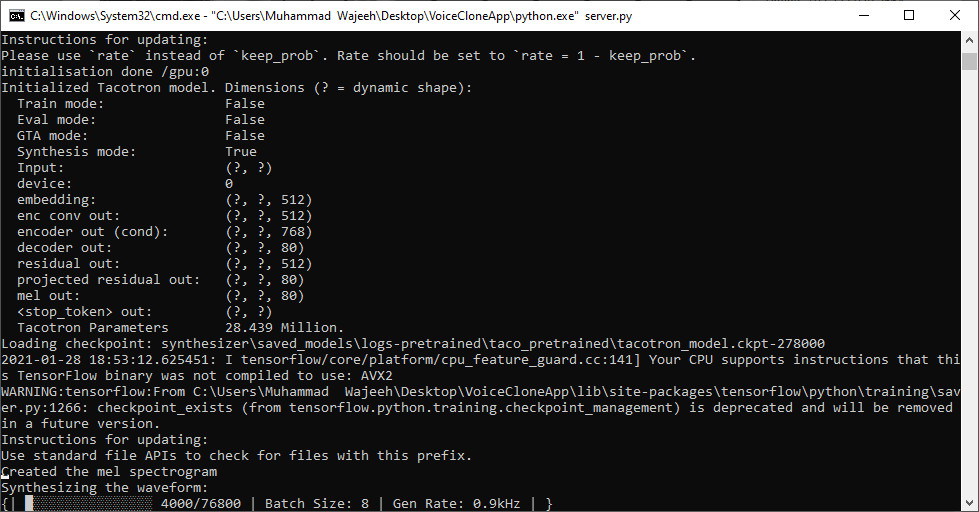 C:\Windows\System32\cmd.exe - "C:\Users\Muhammad  Wajeeh\Desktop\VoiceCloneApp\python.exe"  server.py
Instructions for updating:
Please use `rate` instead of `keep_prob`. Rate should be set to `rate = 1 - keep_prob`.
initialisation done /gpu:0
Initialized Tacotron model. Dimensions (? = dynamic shape):
  Train mode:               False
  Eval mode:                False
  GTA mode:                 False
  Synthesis mode:           True
  Input:                    (?, ?)
  device:                   0
  embedding:                (?, ?, 512)
  enc conv out:             (?, ?, 512)
  encoder out (cond):       (?, ?, 768)
  decoder out:              (?, ?, 80)
  residual out:             (?, ?, 512)
  projected residual out:   (?, ?, 80)
  mel out:                  (?, ?, 80)
  <stop_token> out:         (?, ?)
  Tacotron Parameters       28.439 Million.
Loading checkpoint: synthesizer\saved_models\logs-pretrained\taco_pretrained\tacotron_model.ckpt-278000
2021-01-28 18:53:12.625451: I tensorflow/core/platform/cpu_feature_guard.cc:141] Your CPU supports instructions that thi
s TensorFlow binary was not compiled to use: AVX2
WARNING:tensorflow:From C:\Users\Muhammad  Wajeeh\Desktop\VoiceCloneApp\lib\site-packages\tensorflow\python\training\sav
er.py:1266: checkpoint_exists (from tensorflow.python.training.checkpoint_management) is deprecated and will be removed
in a future version.
Instructions for updating:
Use standard file APIs to check for files with this prefix.
Created the mel spectrogram
Synthesizing the waveform:
{| █░░░░░░░░░░░░░░░ 4000/76800 | Batch Size: 8 | Gen Rate: 0.9kHz | }